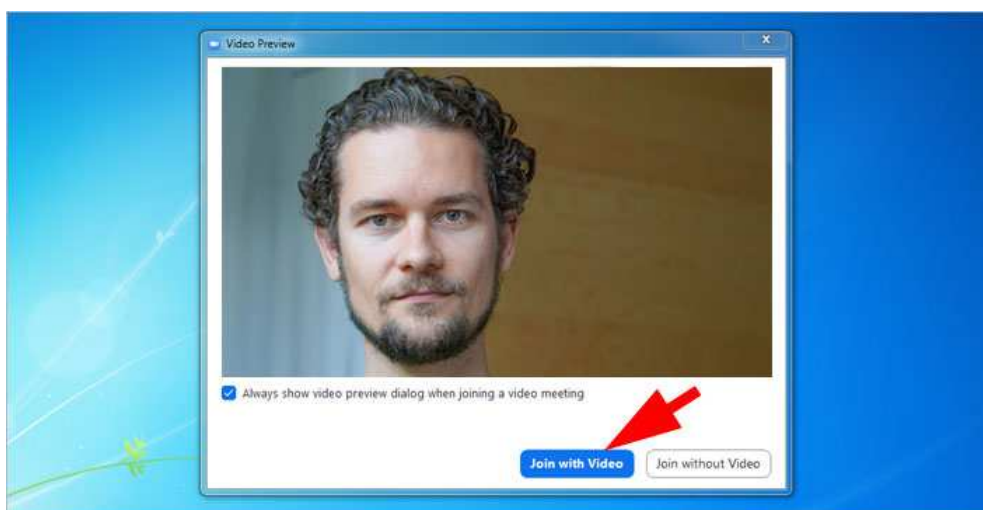 Video Preview
x
Always show video preview dialog when joining a video meeting
Join with Video
Join without Video